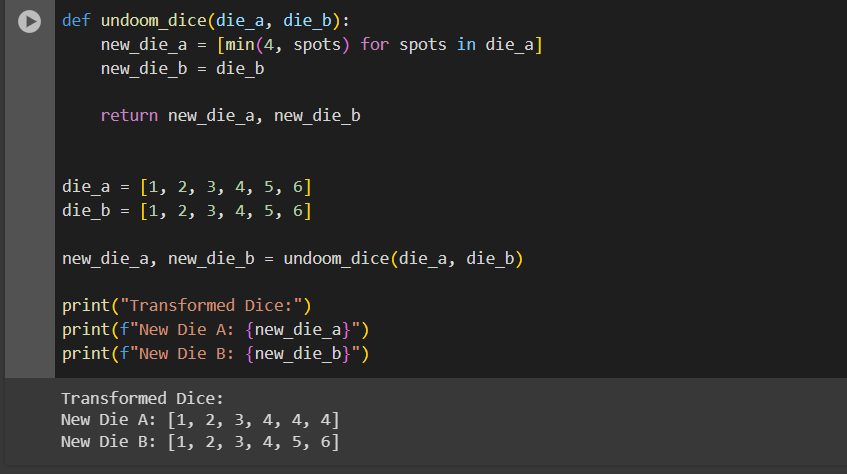 def undoom_dice(die_a, die_b):
    new_die_a = [min(4, spots) for spots in die_a]
    new_die_b = die_b
    return new_die_a, new_die_b
die_a = [1, 2, 3, 4, 5, 6]
die_b = [1, 2, 3, 4, 5, 6]
new_die_a, new_die_b = undoom_dice(die_a, die_b)
print("Transformed Dice:")
print(f"New Die A: {new_die_a}")
print(f"New Die B: {new_die_b}")
Transformed Dice:
New Die A: [1, 2, 3, 4, 4, 4]
New Die B: [1, 2, 3, 4, 5, 6]